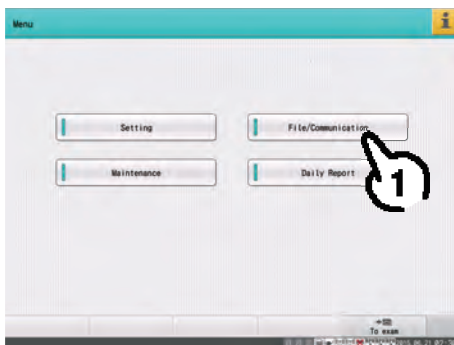 Menu
i
Setting
File/Communication
Maintenance
Daily Report
1
To exam